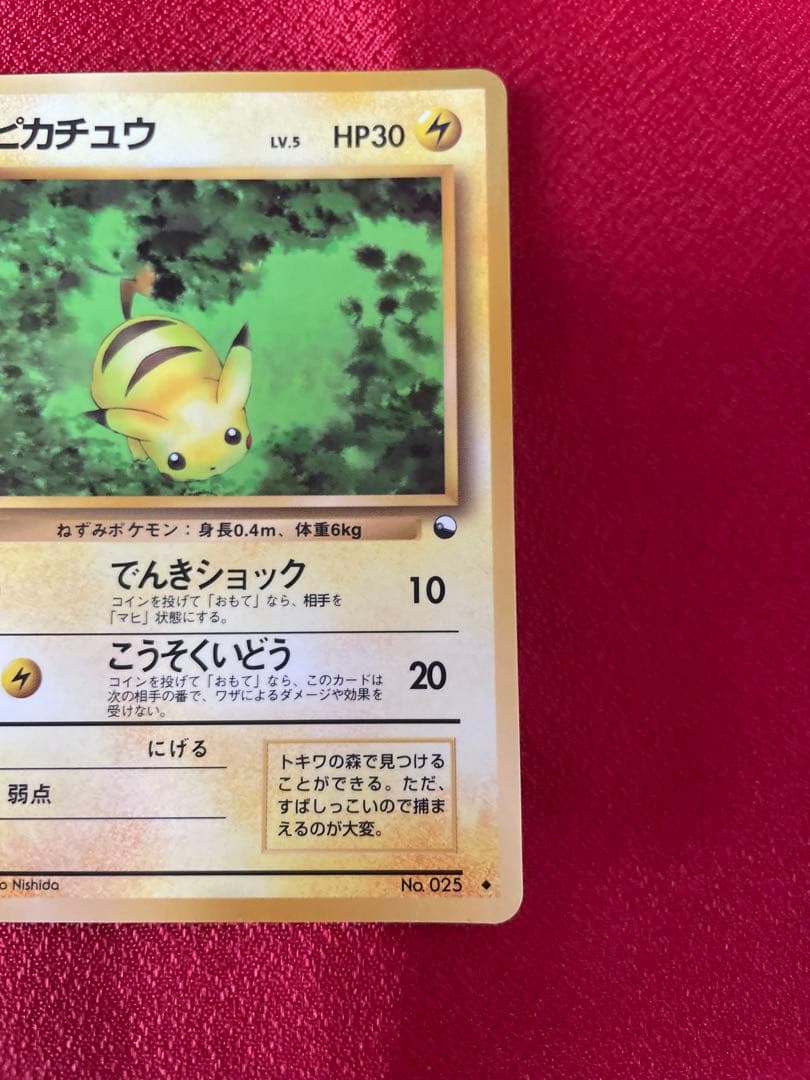 ピカチュウ LV.5 HP30
ねずみポケモン：身長0.4m、体重6kg
でんきショック 10
コインを投げて「おもて」なら、相手を
「マヒ」状態にする。
こうそくいどう 20
コインを投げて「おもて」なら、このカードは
次の相手の番で、ワザによるダメージや効果を
受けない。
にげる
弱点
トキワの森で見つける
ことができる。ただ、
すばしっこいので捕ま
えるのが大変。
o Nishida No. 025